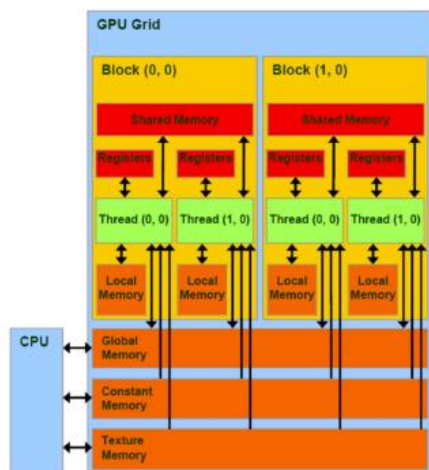 GPU Grid
Block (0, 0)
Block (1, 0)
Shared Memory
Shared Memory
Registers
Registers
Registers
Registers
Thread (0, 0)
Thread (1, 0)
Thread (0, 0)
Thread (1, 0)
Local
Memory
Local
Memory
Local
Memory
Local
Memory
CPU
Global
Memory
Constant
Memory
Texture
Memory